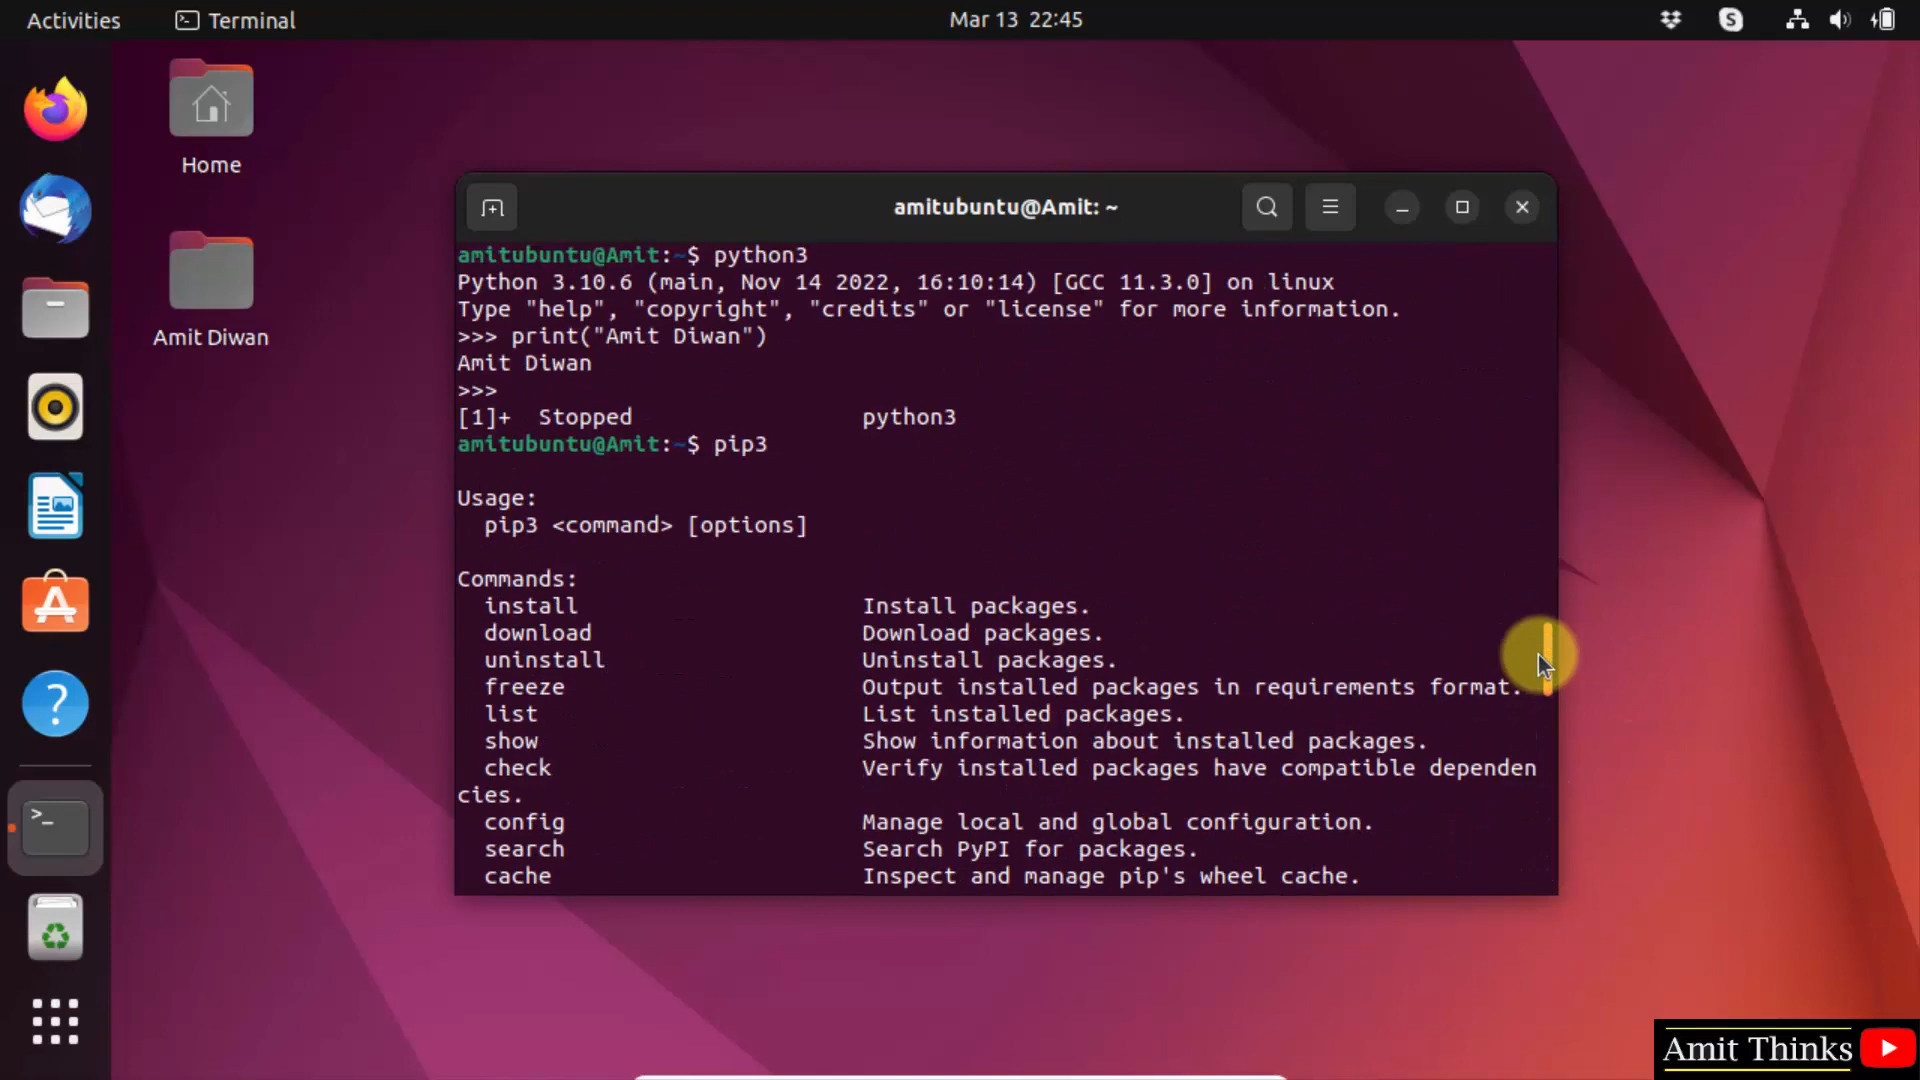 Activities
Terminal
Mar 13 22:45
Home
Amit Diwan
amitubuntu@Amit: ~
amitubuntu@Amit:~$ python3
Python 3.10.6 (main, Nov 14 2022, 16:10:14) [GCC 11.3.0] on linux
Type "help", "copyright", "credits" or "license" for more information.
>>> print("Amit Diwan")
Amit Diwan
>>>
[1]+  Stopped                 python3
amitubuntu@Amit:~$ pip3
Usage:
pip3 <command> [options]
Commands:
install                     Install packages.
download                    Download packages.
uninstall                   Uninstall packages.
freeze                      Output installed packages in requirements format.
list                        List installed packages.
show                        Show information about installed packages.
check                       Verify installed packages have compatible dependen
cies.
config                      Manage local and global configuration.
search                      Search PyPI for packages.
cache                       Inspect and manage pip's wheel cache.
Amit Thinks